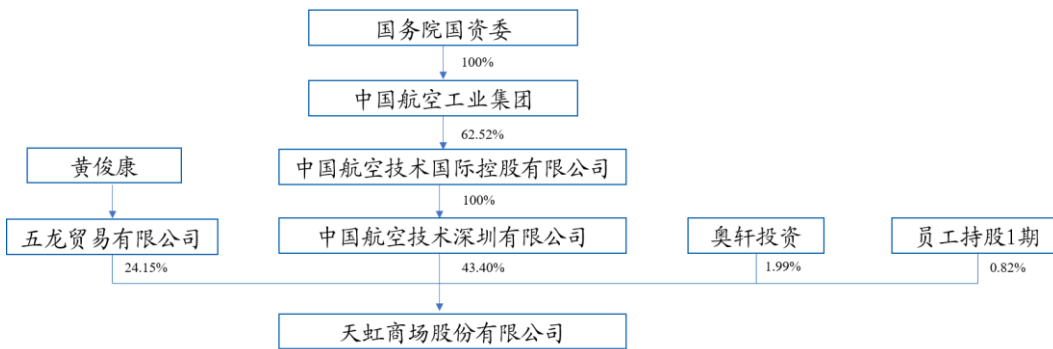 国务院国资委
100%
中国航空工业集团
62.52%
黄俊康
中国航空技术国际控股有限公司
100%
五龙贸易有限公司
中国航空技术深圳有限公司
奥轩投资
员工持股1期
24.15%
43.40%
1.99%
0.82%
天虹商场股份有限公司